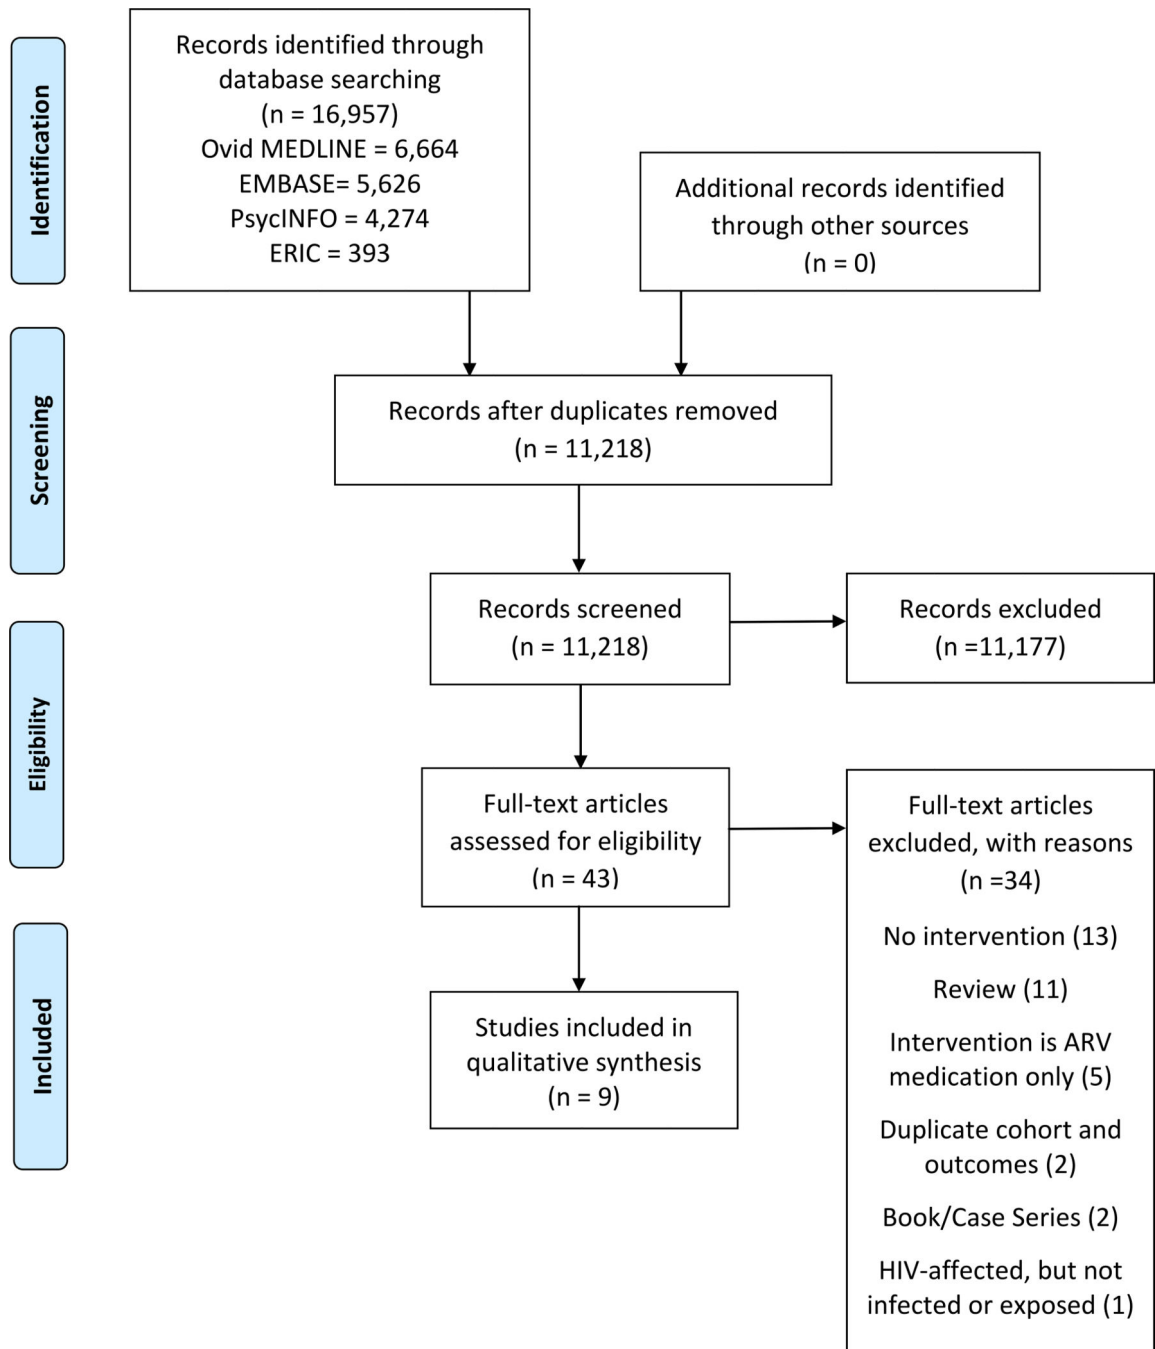 Identification
Records identified through
database searching
(n = 16,957)
Ovid MEDLINE = 6,664
EMBASE= 5,626
PsycINFO = 4,274
ERIC = 393
Additional records identified
through other sources
(n = 0)
Screening
Records after duplicates removed
(n = 11,218)
Records screened
(n = 11,218)
Records excluded
(n =11,177)
Eligibility
Full-text articles
assessed for eligibility
(n = 43)
Full-text articles
excluded, with reasons
(n =34)
No intervention (13)
Review (11)
Intervention is ARV
medication only (5)
Duplicate cohort and
outcomes (2)
Book/Case Series (2)
HIV-affected, but not
infected or exposed (1)
Included
Studies included in
qualitative synthesis
(n = 9)